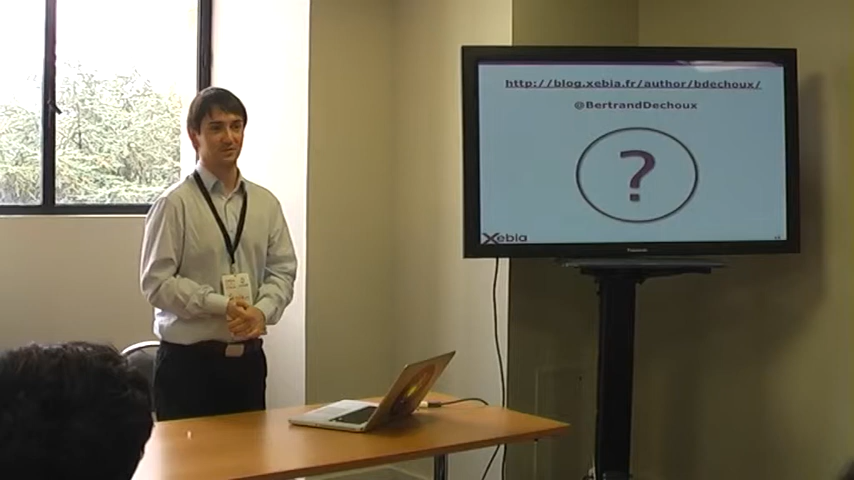 http://blog.xebia.fr/author/bdechoux/
@BertrandDechoux
?
Xebia
Panasonic